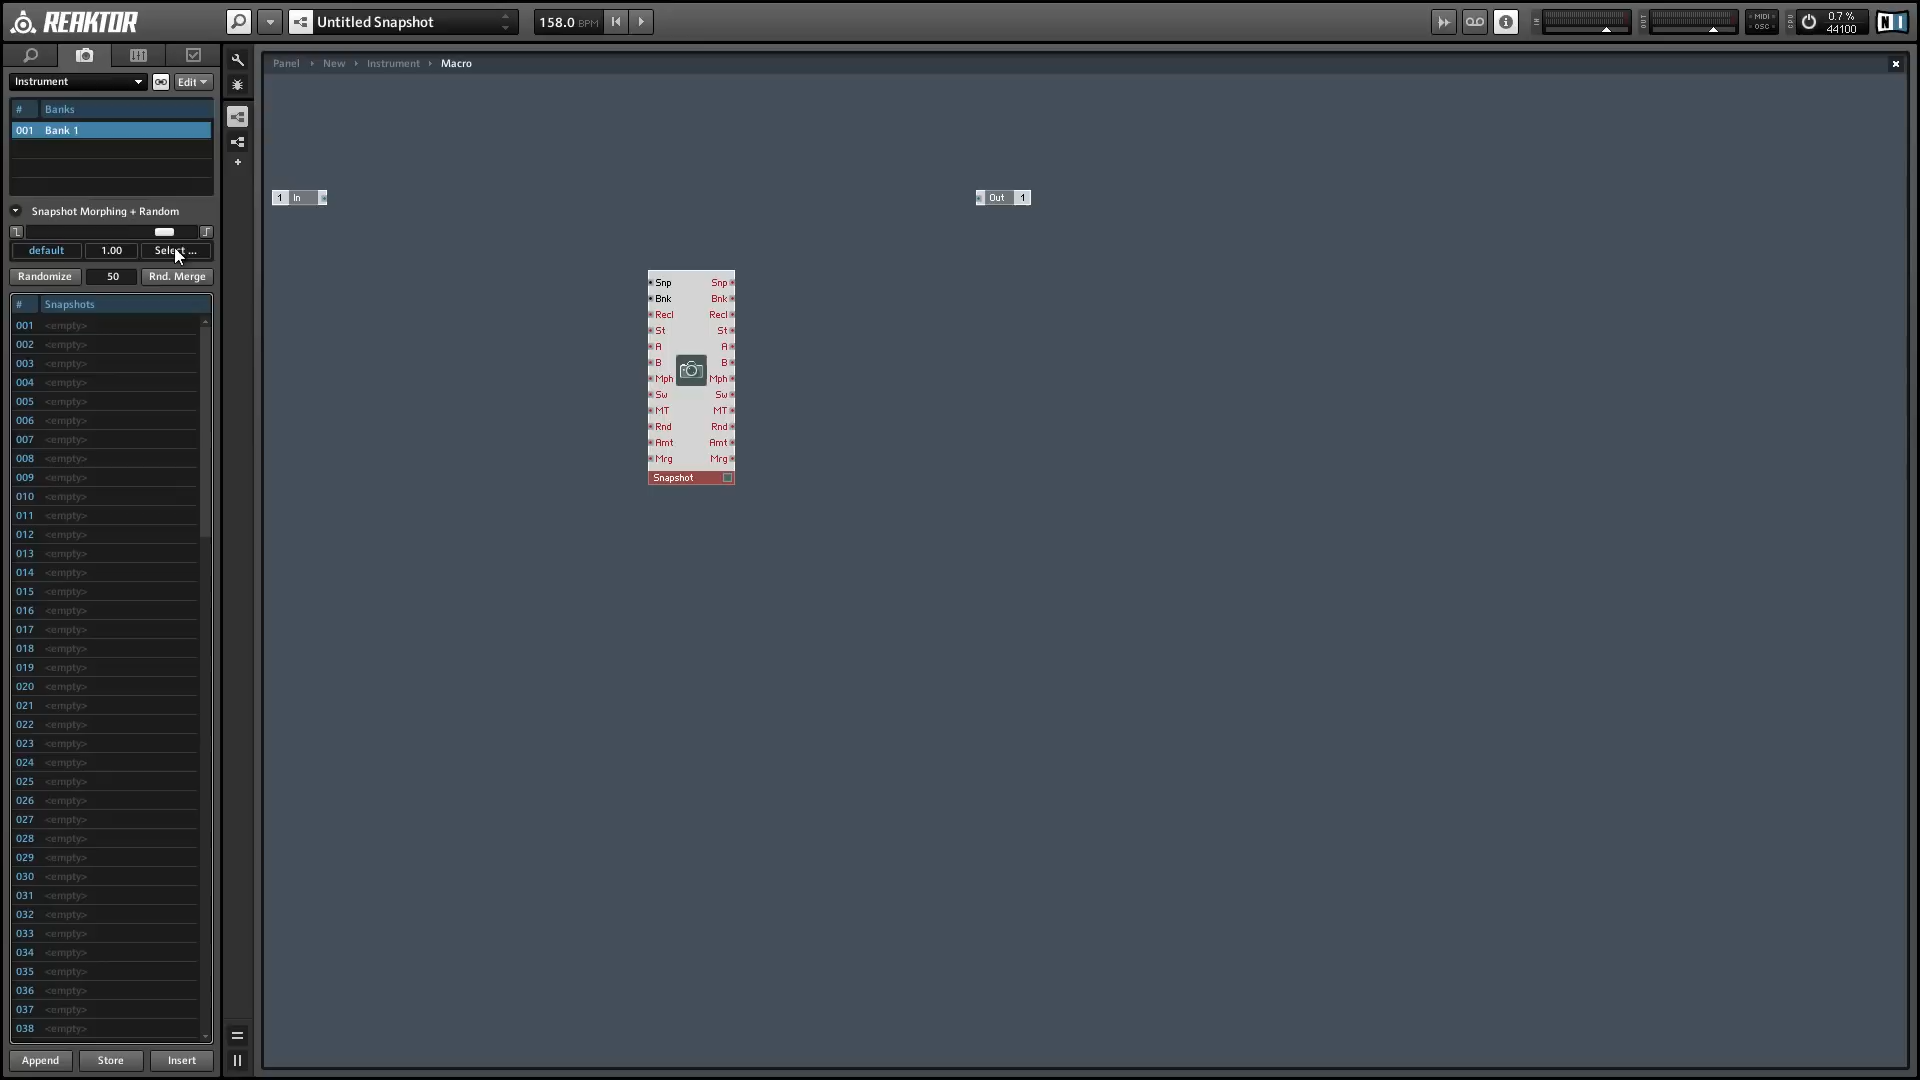 REAKTOR
Untitled Snapshot
158.0 BPM
IN
OUT
MIDI
OSC
CPU
0.7 %
44100
NI
Instrument
Edit
Panel
New
Instrument
Macro
# Banks
001 Bank 1
Snapshot Morphing + Random
default 1.00 Select ...
Randomize 50 Rnd. Merge
# Snapshots
001 <empty>
002 <empty>
003 <empty>
004 <empty>
005 <empty>
006 <empty>
007 <empty>
008 <empty>
009 <empty>
010 <empty>
011 <empty>
012 <empty>
013 <empty>
014 <empty>
015 <empty>
016 <empty>
017 <empty>
018 <empty>
019 <empty>
020 <empty>
021 <empty>
022 <empty>
023 <empty>
024 <empty>
025 <empty>
026 <empty>
027 <empty>
028 <empty>
029 <empty>
030 <empty>
031 <empty>
032 <empty>
033 <empty>
034 <empty>
035 <empty>
036 <empty>
037 <empty>
038 <empty>
Append Store Insert
1 In
Out 1
Snp Snp
Bnk Bnk
Recl Recl
St St
A A
B B
Mph Mph
Sw Sw
MT MT
Rnd Rnd
Amt Amt
Mrg Mrg
Snapshot